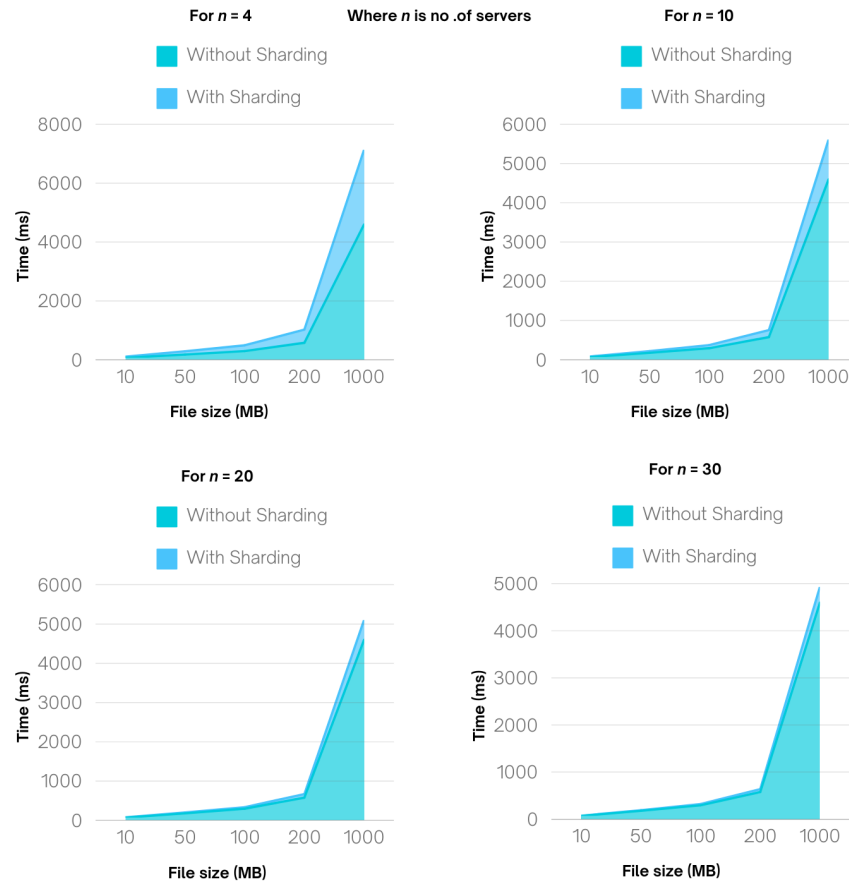 For n = 4
Where n is no .of servers
For n = 10
Without Sharding
With Sharding
8000
6000
4000
2000
0
Time (ms)
10 50 100 200 1000
File size (MB)
Without Sharding
With Sharding
6000
5000
4000
3000
2000
1000
0
Time (ms)
10 50 100 200 1000
File size (MB)
For n = 20
Without Sharding
With Sharding
6000
5000
4000
3000
2000
1000
0
Time (ms)
10 50 100 200 1000
File size (MB)
For n = 30
Without Sharding
With Sharding
5000
4000
3000
2000
1000
0
Time (ms)
10 50 100 200 1000
File size (MB)